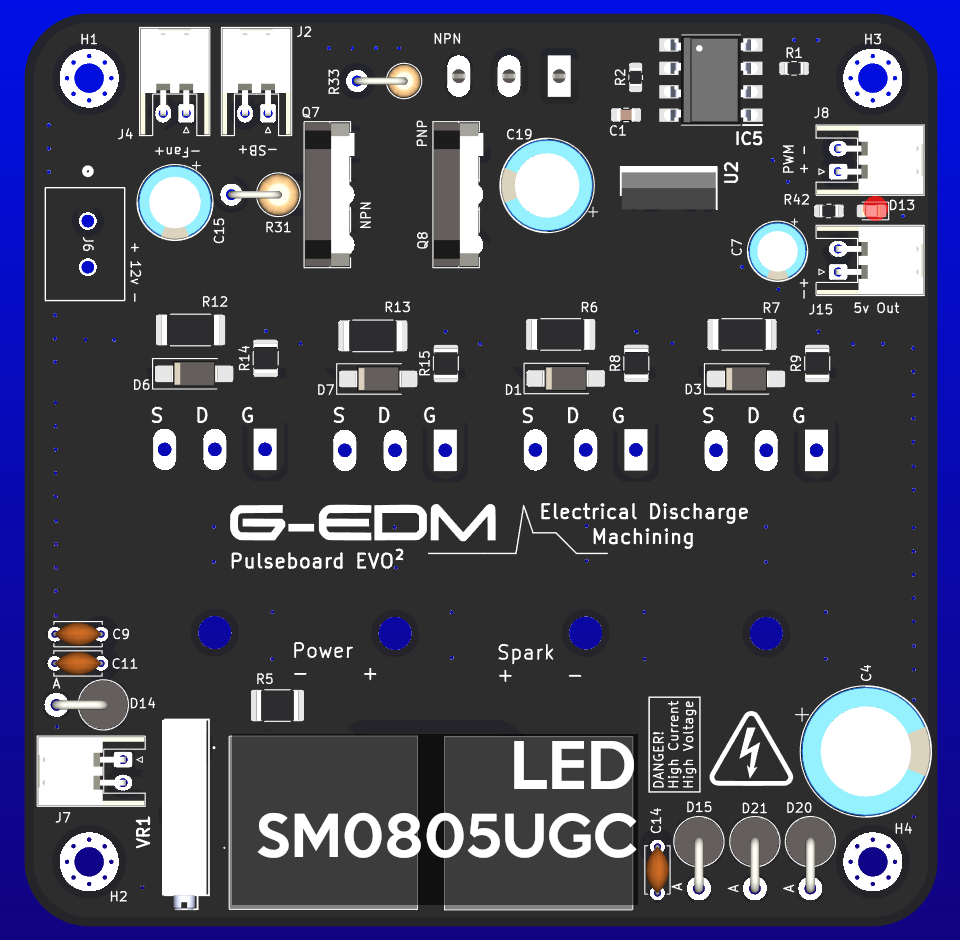 H1
J2
NPN
H3
R33
R2
R1
J4
C1
IC5
J8
-Fan+
-SB+
Q7
PNP
C19
U2
PWM - +
+
R42
D13
C15
R31
NPN
Q8
+
C7
+
J6
+ 12v -
-+
J15
5v Out
R12
R13
R6
R7
R14
R15
R8
R9
D6
D7
D1
D3
S D G
S D G
S D G
S D G
G-EDM
Electrical Discharge
Machining
Pulseboard EVO²
C9
C11
A
D14
Power
- +
Spark
+ -
R5
C4
+
DANGER!
High Current
High Voltage
LED
SM0805UGC
J7
VR1
H2
C14
D15
D21
D20
A
A
A
H4